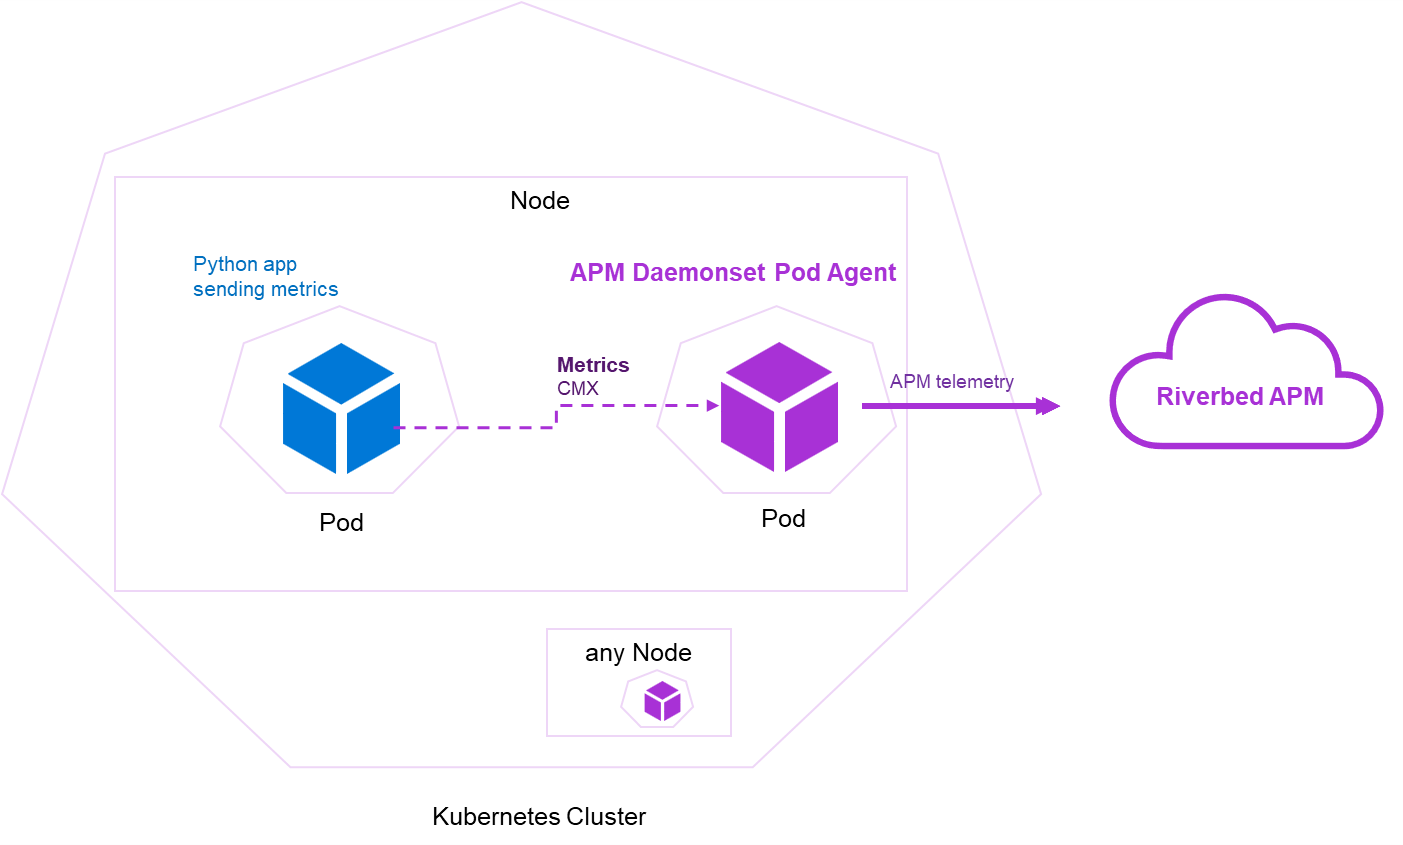 Node
Python app
sending metrics
APM Daemonset Pod Agent
Metrics
CMX
APM telemetry
Riverbed APM
Pod
Pod
any Node
Kubernetes Cluster